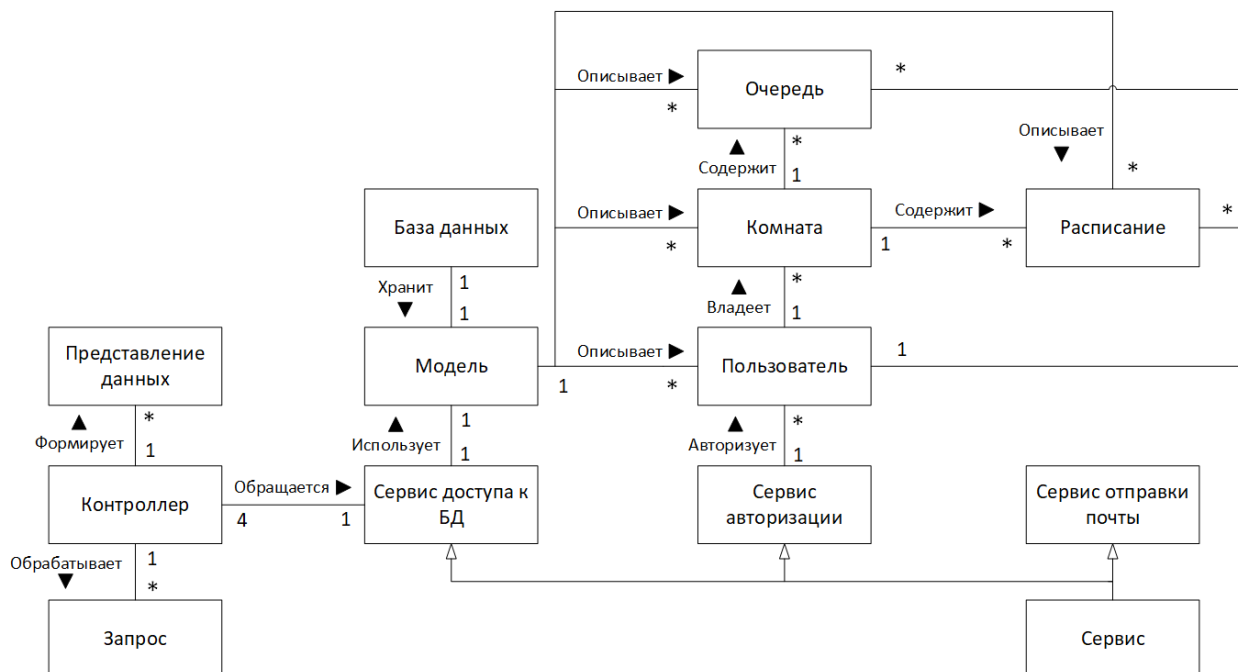 Описывает
*
Очередь
*
Описывает
*
Содержит
1
*
База данных
Описывает
*
Комната
Содержит
1
*
Расписание
*
Хранит
1
1
*
Владеет
1
Представление
данных
Модель
1
Описывает
*
Пользователь
1
*
Формирует
1
1
Использует
1
*
Авторизует
1
Контроллер
Обращается
4
1
Сервис доступа к
БД
Сервис
авторизации
Сервис отправки
почты
Обрабатывает
1
*
Запрос
Сервис